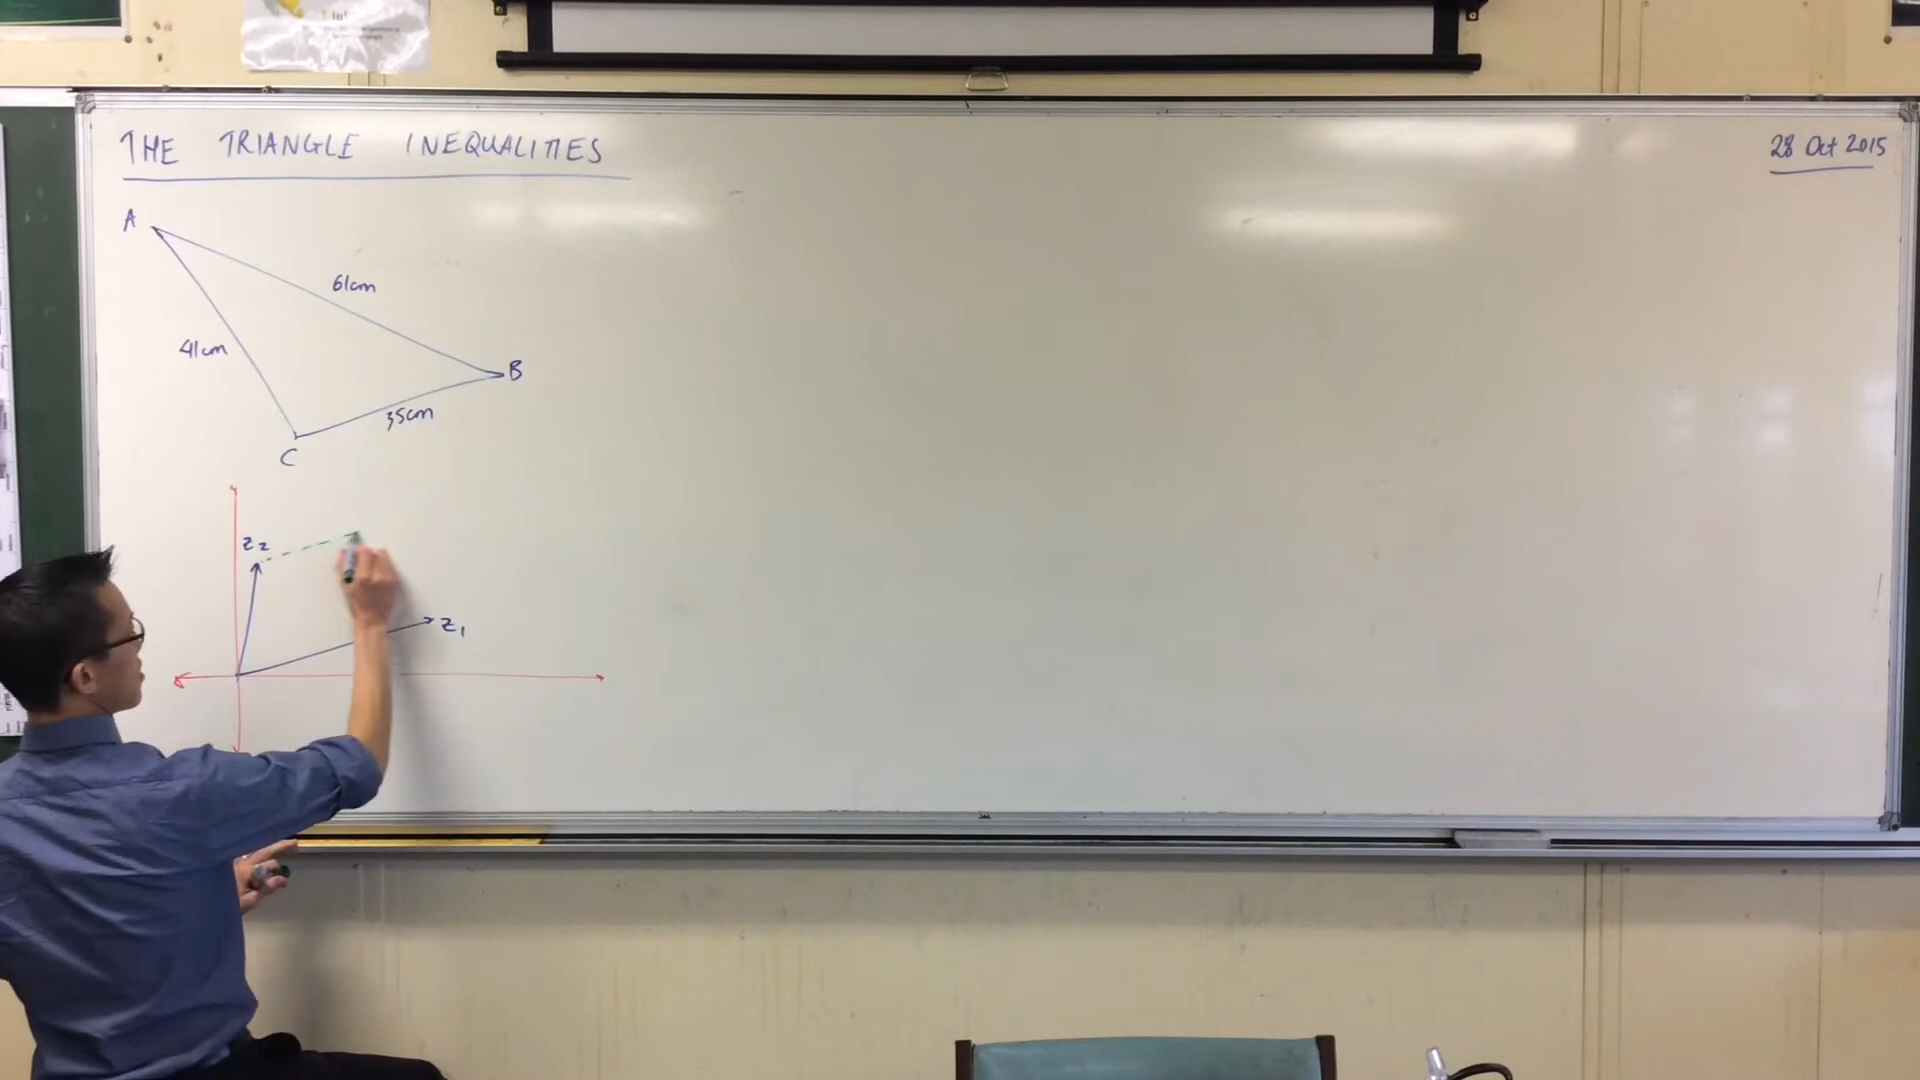 THE TRIANGLE INEQUALITIES
28 Oct 2015
A
61cm
41cm
B
35cm
C
z2
z1